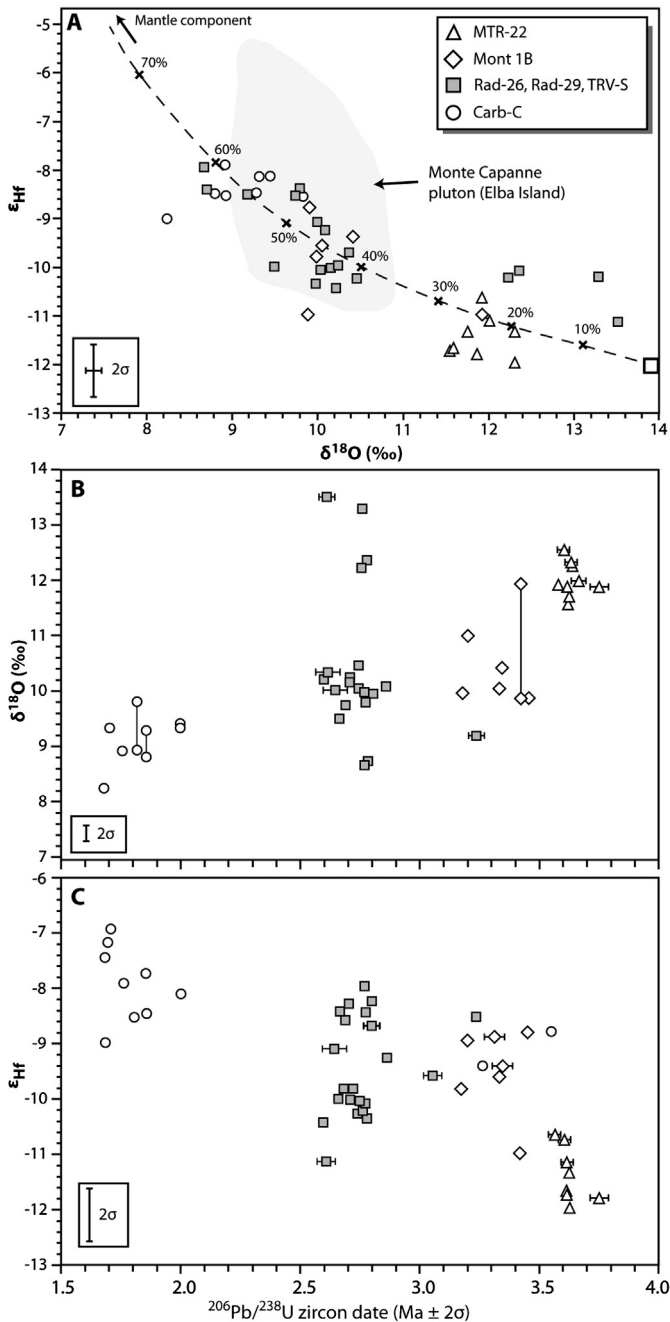 A
Mantle component
70%
60%
50%
40%
30%
20%
10%
MTR-22
Mont 1B
Rad-26, Rad-29, TRV-S
Carb-C
Monte Capanne
pluton (Elba Island)
2σ
-5
-6
-7
-8
-9
-10
-11
-12
-13
εHf
7 8 9 10 11 12 13 14
δ¹⁸O (‰)
B
14
13
12
11
10
9
8
7
δ¹⁸O (‰)
2σ
C
-6
-7
-8
-9
-10
-11
-12
-13
εHf
2σ
1.5 2.0 2.5 3.0 3.5 4.0
²⁰⁶Pb/²³⁸U zircon date (Ma ± 2σ)